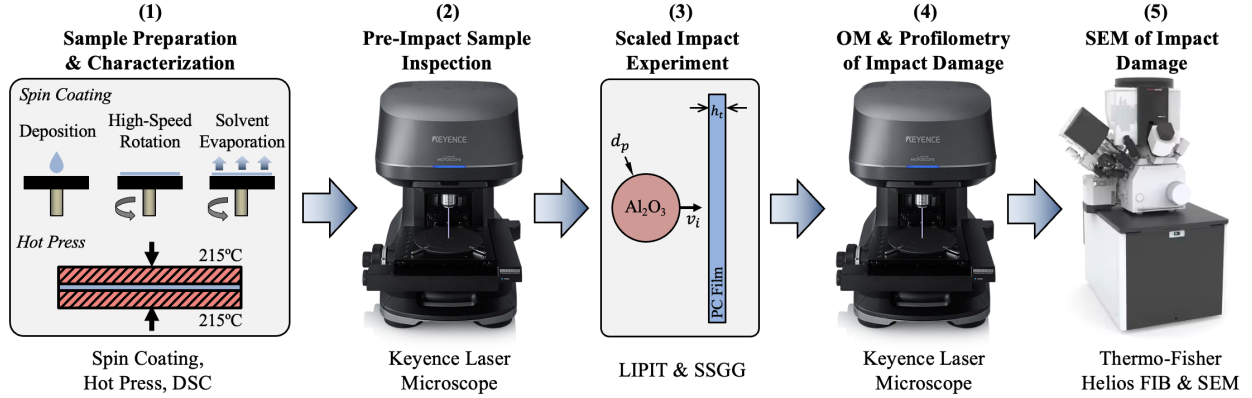 (1)
Sample Preparation
& Characterization
Spin Coating
Deposition
High-Speed
Rotation
Solvent
Evaporation
Hot Press
215ºC
215ºC
Spin Coating,
Hot Press, DSC
(2)
Pre-Impact Sample
Inspection
KEYENCE
Keyence Laser
Microscope
(3)
Scaled Impact
Experiment
h_t
d_p
Al₂O₃
v_i
PC Film
LIPIT & SSGG
(4)
OM & Profilometry
of Impact Damage
KEYENCE
Keyence Laser
Microscope
(5)
SEM of Impact
Damage
Thermo-Fisher
Helios FIB & SEM